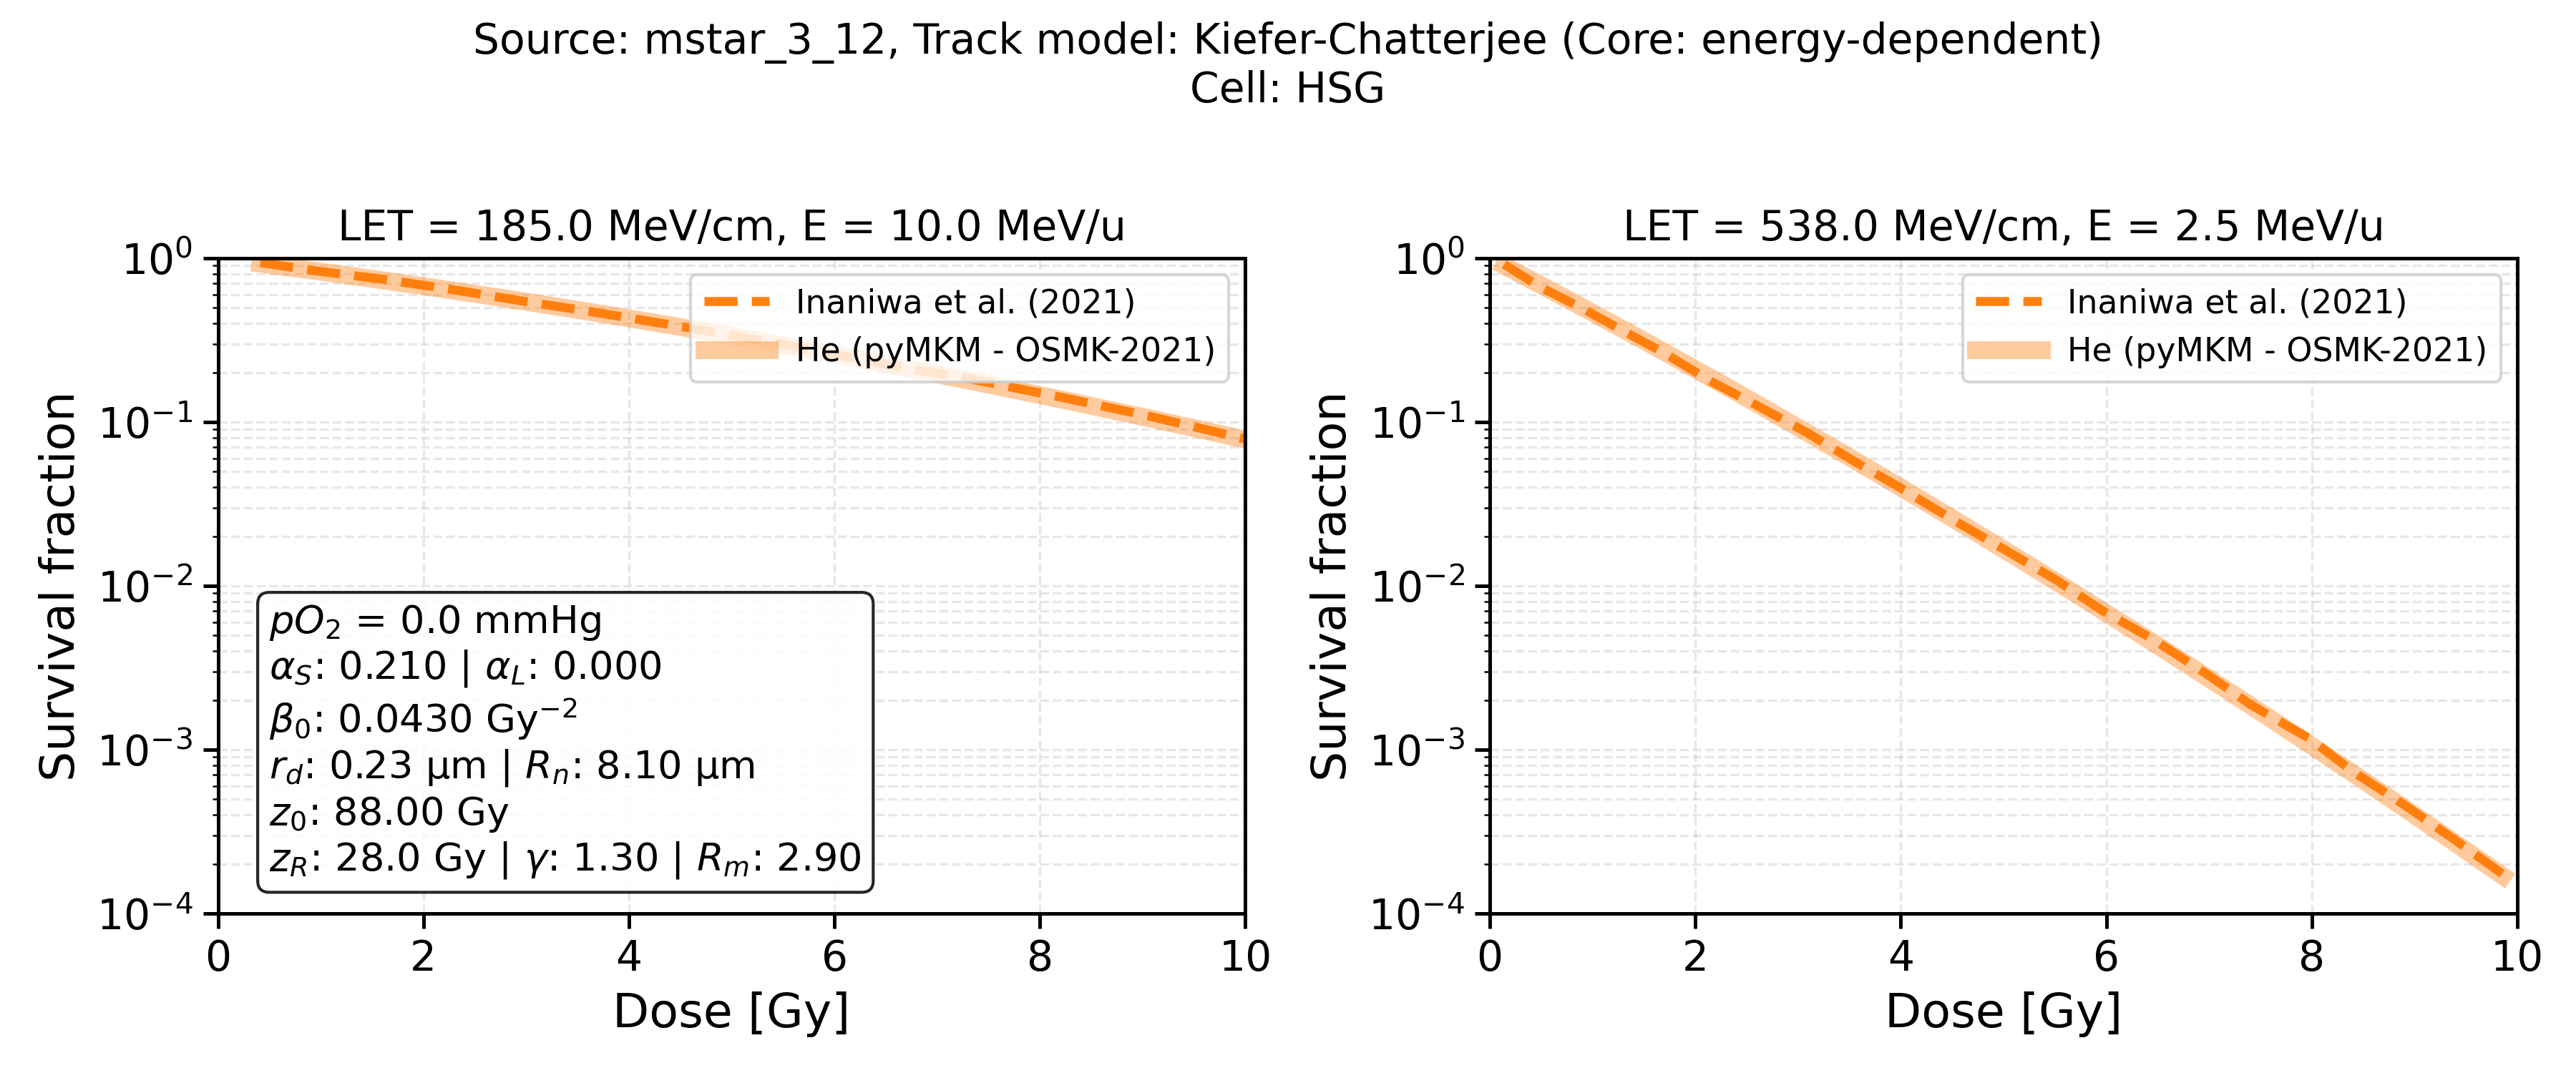 Source: mstar_3_12, Track model: Kiefer-Chatterjee (Core: energy-dependent)
Cell: HSG
LET = 185.0 MeV/cm, E = 10.0 MeV/u
Survival fraction
10⁰
10⁻¹
10⁻²
10⁻³
10⁻⁴
Inaniwa et al. (2021)
He (pyMKM - OSMK-2021)
pO₂ = 0.0 mmHg
α_S: 0.210 | α_L: 0.000
β₀: 0.0430 Gy⁻²
r_d: 0.23 μm | R_n: 8.10 μm
z₀: 88.00 Gy
z_R: 28.0 Gy | γ: 1.30 | R_m: 2.90
0 2 4 6 8 10
Dose [Gy]
LET = 538.0 MeV/cm, E = 2.5 MeV/u
Survival fraction
10⁰
10⁻¹
10⁻²
10⁻³
10⁻⁴
Inaniwa et al. (2021)
He (pyMKM - OSMK-2021)
0 2 4 6 8 10
Dose [Gy]